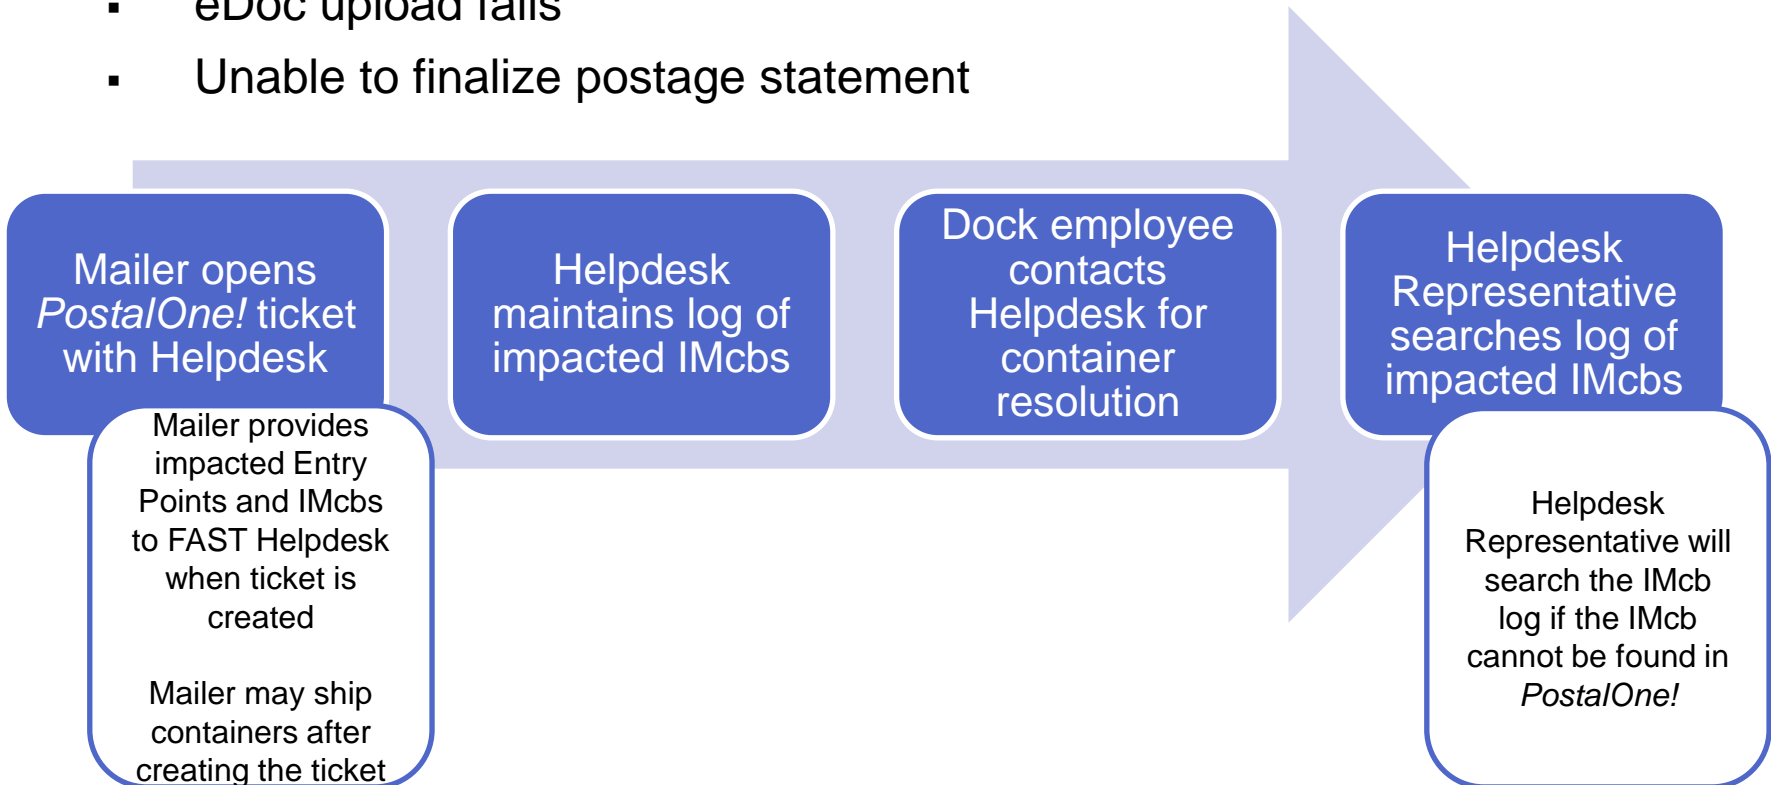 ▪ eDoc upload fails
▪ Unable to finalize postage statement
Mailer opens
PostalOne! ticket
with Helpdesk
Mailer provides
impacted Entry
Points and IMcbs
to FAST Helpdesk
when ticket is
created
Mailer may ship
containers after
creating the ticket
Helpdesk
maintains log of
impacted IMcbs
Dock employee
contacts
Helpdesk for
container
resolution
Helpdesk
Representative
searches log of
impacted IMcbs
Helpdesk
Representative will
search the IMcb
log if the IMcb
cannot be found in
PostalOne!